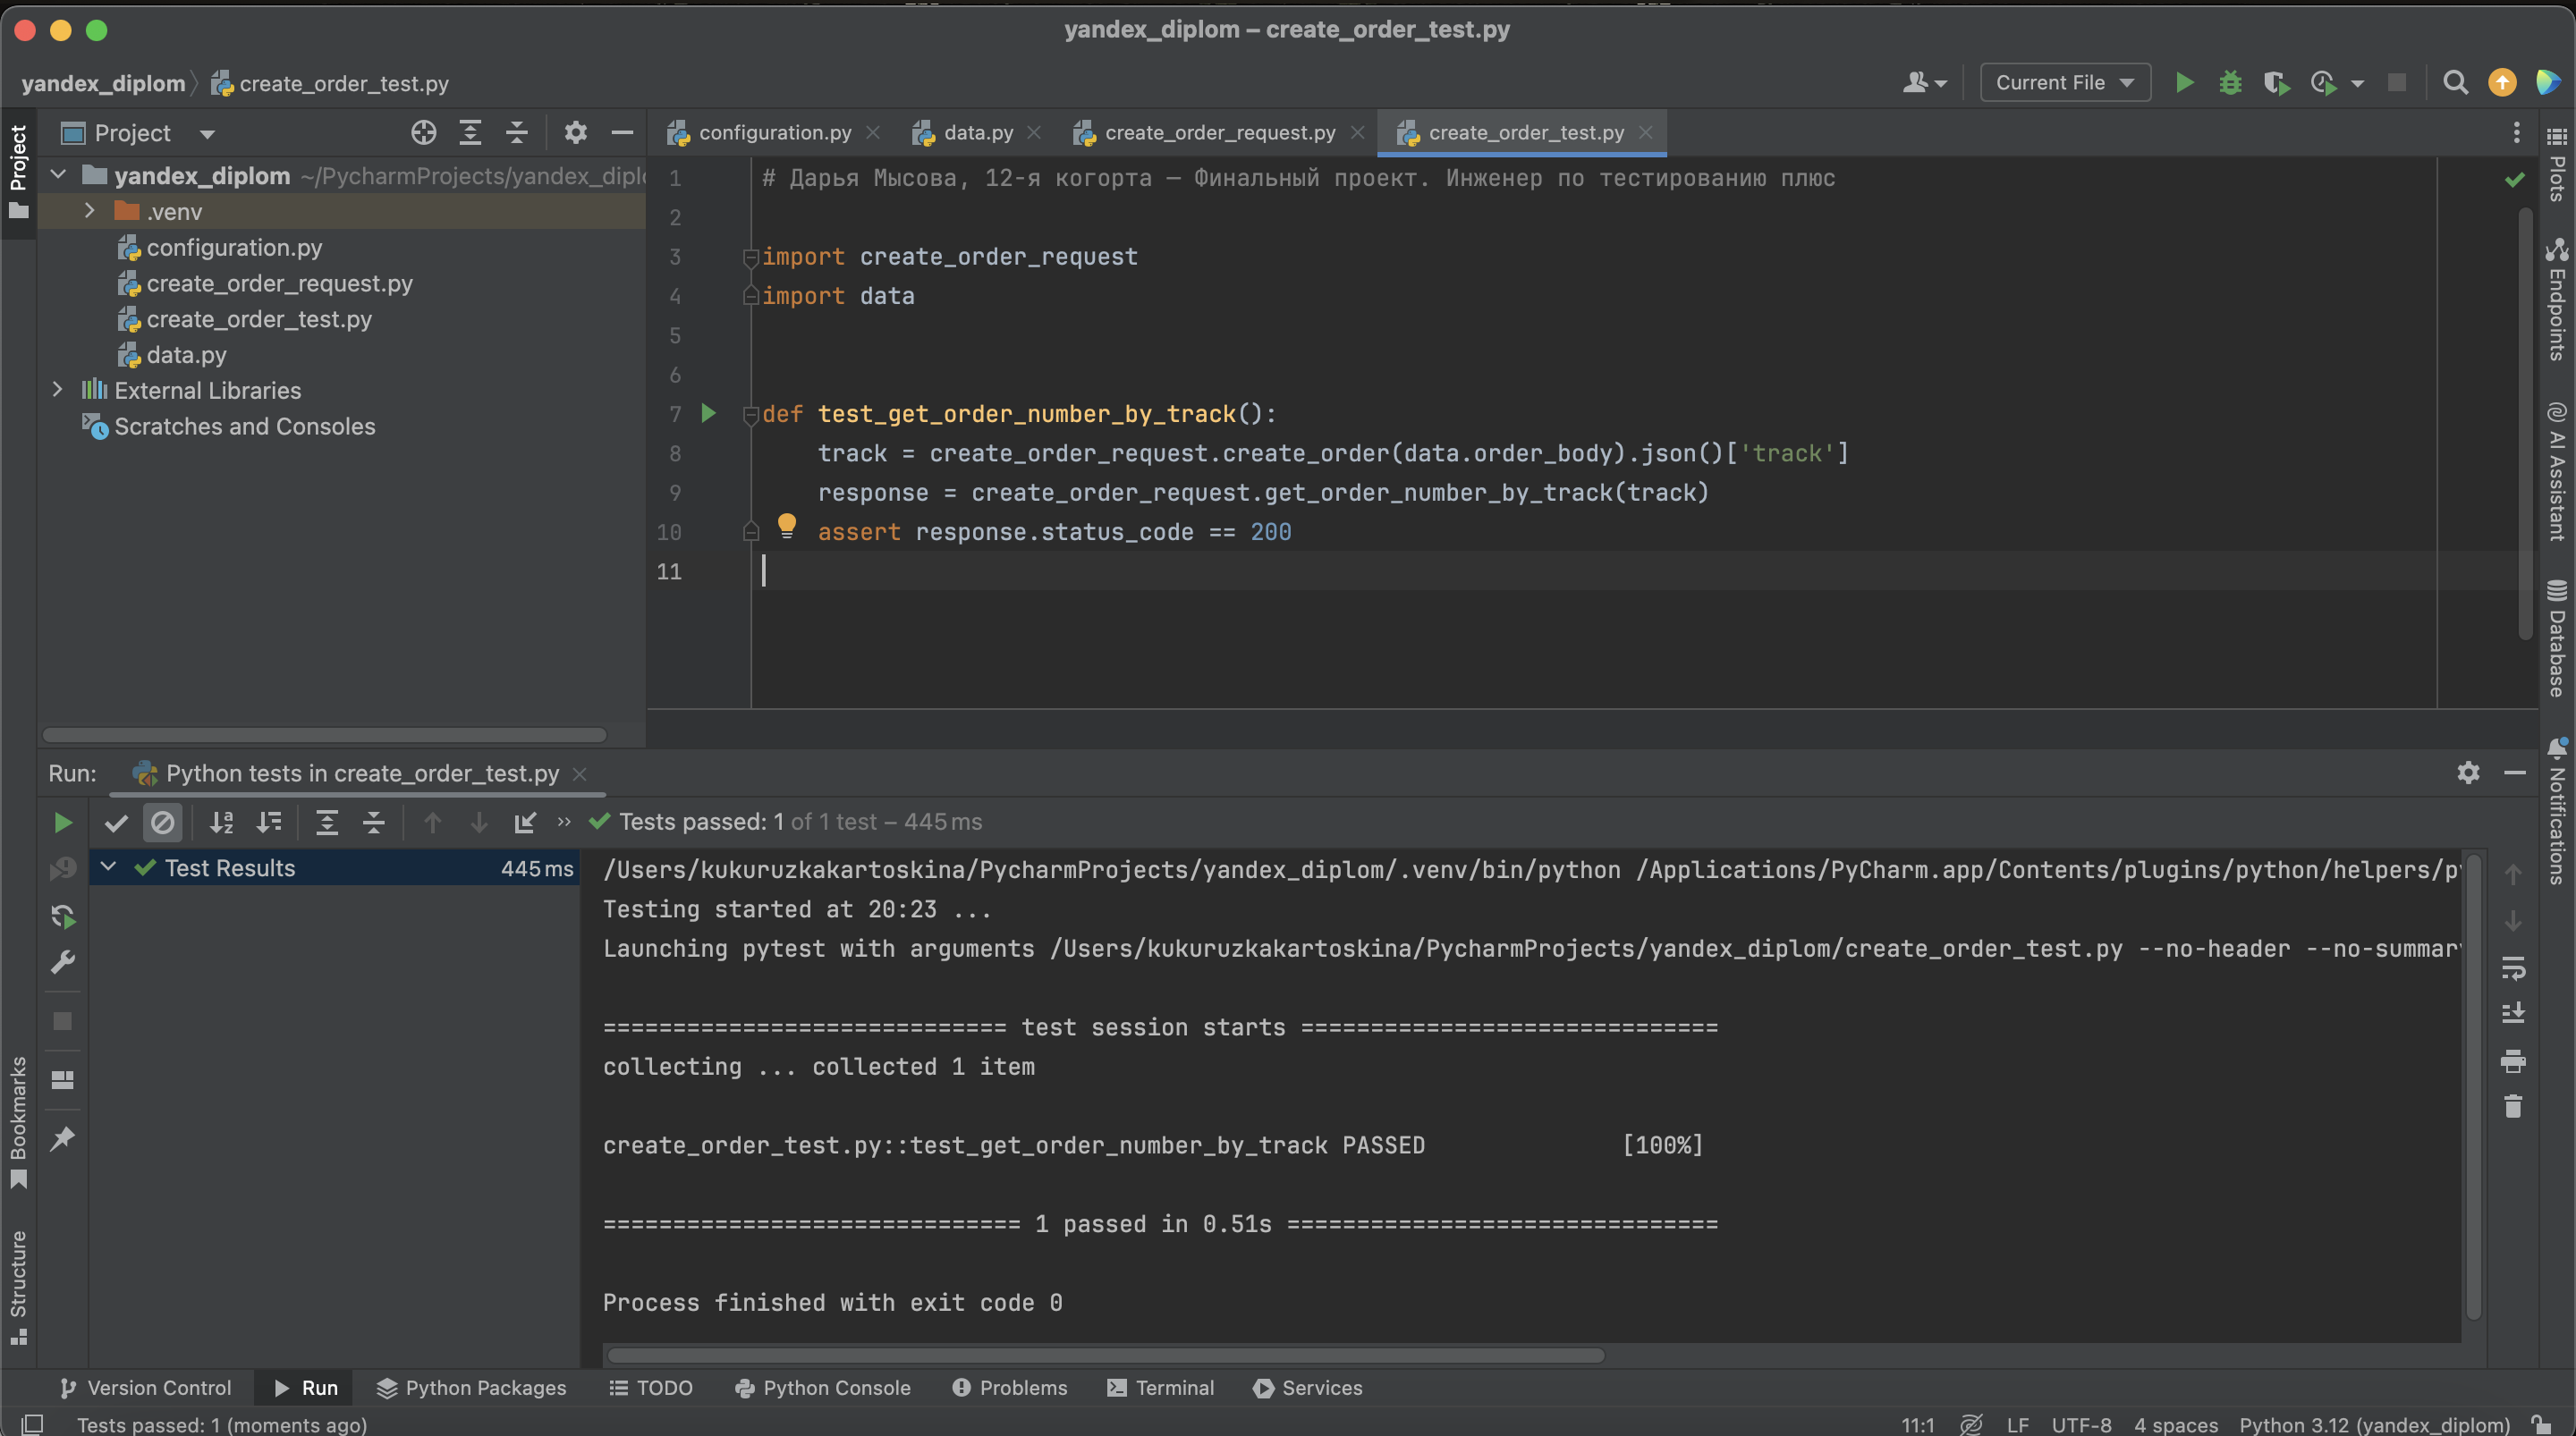 yandex_diplom – create_order_test.py
yandex_diplom
create_order_test.py
Current File
Project
Project
yandex_diplom ~/PycharmProjects/yandex_dipl
.venv
configuration.py
create_order_request.py
create_order_test.py
data.py
External Libraries
Scratches and Consoles
configuration.py
data.py
create_order_request.py
create_order_test.py
1 # Дарья Мысова, 12-я когорта — Финальный проект. Инженер по тестированию плюс
2
3 import create_order_request
4 import data
5
6
7 def test_get_order_number_by_track():
8 track = create_order_request.create_order(data.order_body).json()['track']
9 response = create_order_request.get_order_number_by_track(track)
10 assert response.status_code == 200
11
Plots
Endpoints
AI Assistant
Database
Notifications
Run:
Python tests in create_order_test.py
Tests passed: 1 of 1 test – 445 ms
Test Results 445 ms
/Users/kukuruzkakartoskina/PycharmProjects/yandex_diplom/.venv/bin/python /Applications/PyCharm.app/Contents/plugins/python/helpers/py
Testing started at 20:23 ...
Launching pytest with arguments /Users/kukuruzkakartoskina/PycharmProjects/yandex_diplom/create_order_test.py --no-header --no-summar
============================= test session starts ==============================
collecting ... collected 1 item
create_order_test.py::test_get_order_number_by_track PASSED [100%]
============================== 1 passed in 0.51s ===============================
Process finished with exit code 0
Bookmarks
Structure
Version Control
Run
Python Packages
TODO
Python Console
Problems
Terminal
Services
Tests passed: 1 (moments ago)
11:1
LF
UTF-8
4 spaces
Python 3.12 (yandex_diplom)